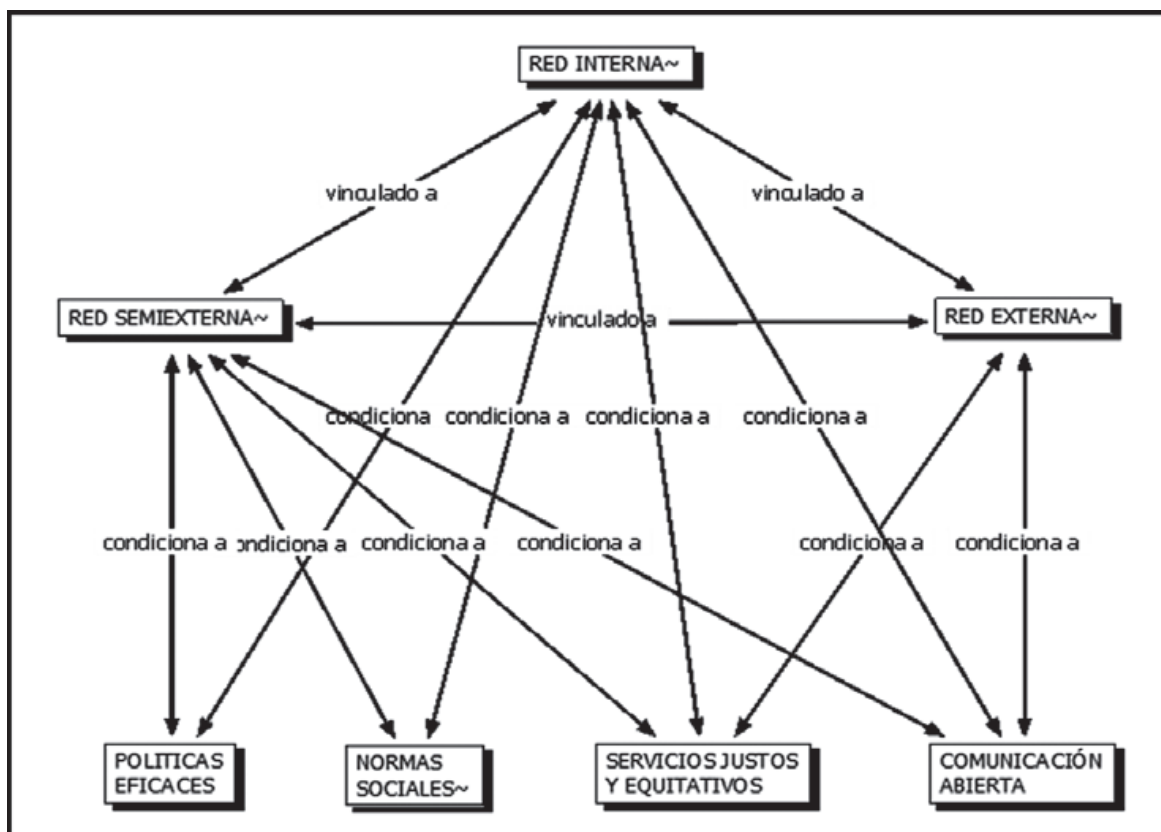 RED INTERNA~
vinculado a
vinculado a
RED SEMIEXTERNA~
vinculado a
RED EXTERNA~
condiciona
condiciona a
condiciona a
condiciona a
condiciona a
ondiciona a
condiciona a
condiciona a
condiciona a
condiciona a
POLITICAS
EFICACES
NORMAS
SOCIALES~
SERVICIOS JUSTOS
Y EQUITATIVOS
COMUNICACIÓN
ABIERTA